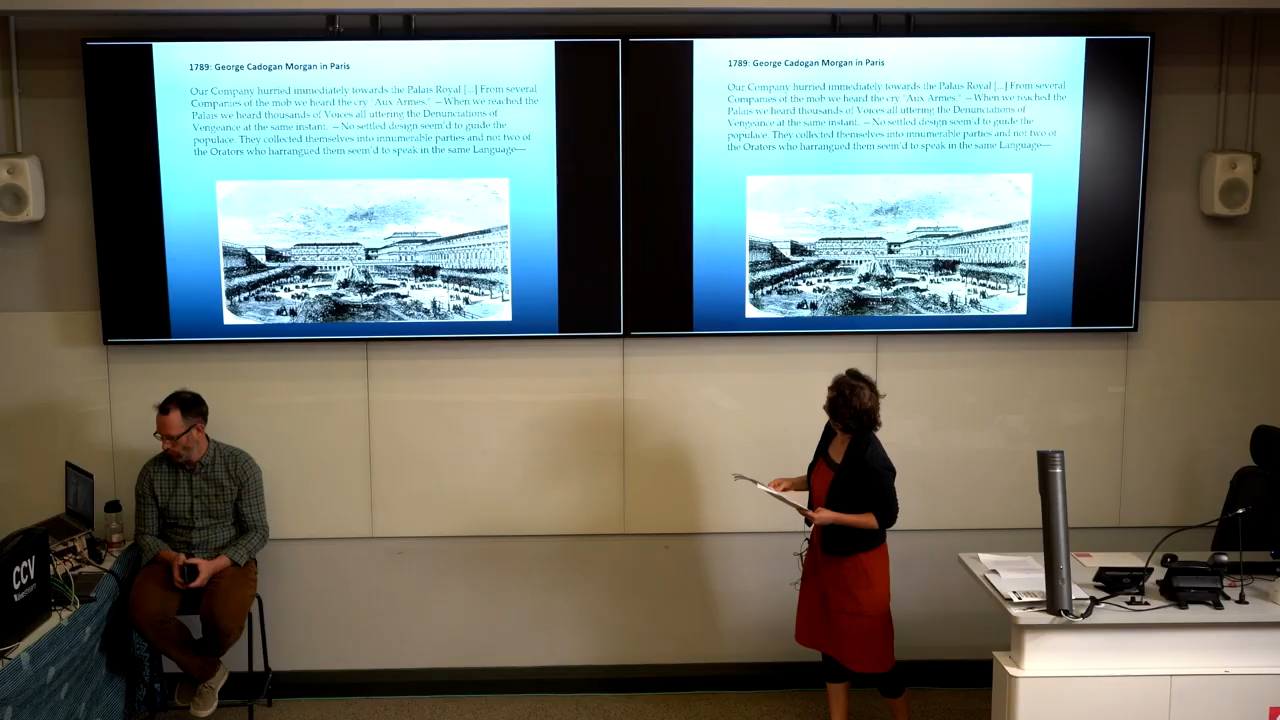 1789: George Cadogan Morgan in Paris
Our Company hurried immediately towards the Palais Royal [...] From several
Companies of the mob we heard the cry 'Aux Armes.' —When we reached the
Palais we heard thousands of Voices all uttering the Denunciations of
Vengeance at the same instant. —No settled design seem'd to guide the
populace. They collected themselves into innumerable parties and not two of
the Orators who harrangued them seem'd to speak in the same Language—
1789: George Cadogan Morgan in Paris
Our Company hurried immediately towards the Palais Royal [...] From several
Companies of the mob we heard the cry 'Aux Armes.' —When we reached the
Palais we heard thousands of Voices all uttering the Denunciations of
Vengeance at the same instant. —No settled design seem'd to guide the
populace. They collected themselves into innumerable parties and not two of
the Orators who harrangued them seem'd to speak in the same Language—
CCV
livestream